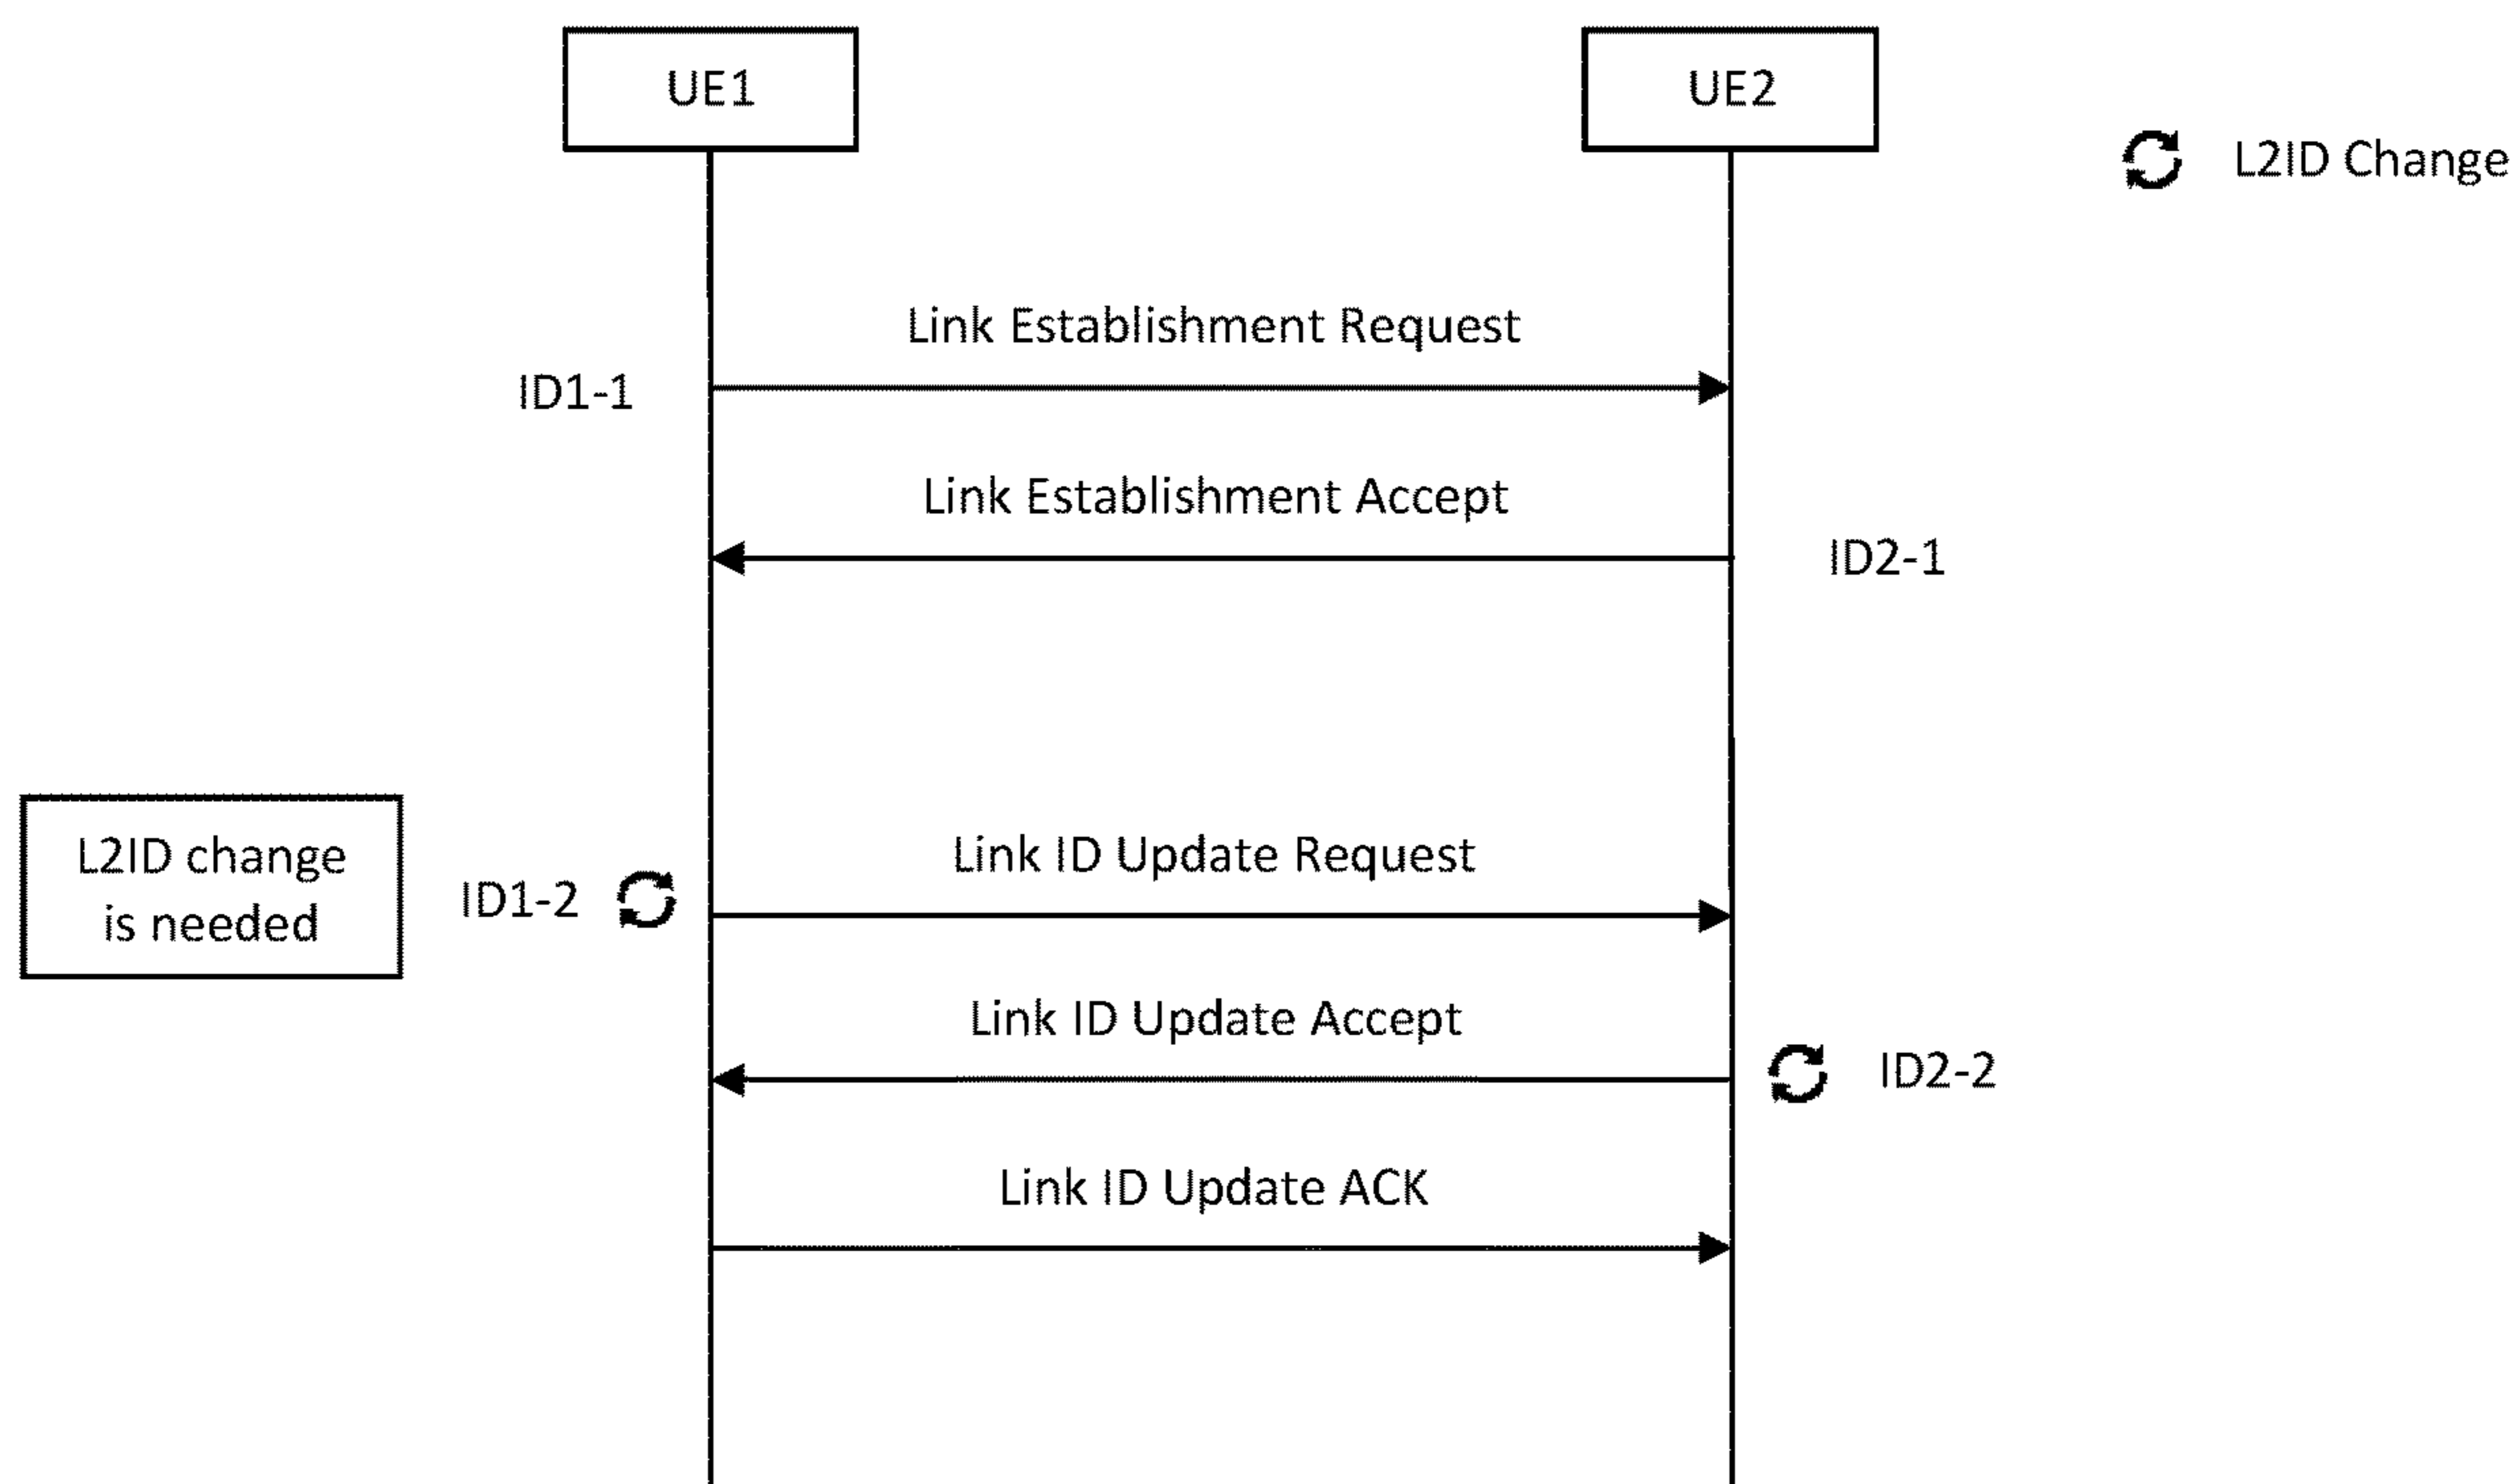 UE1
UE2
L2ID Change
Link Establishment Request
ID1-1
Link Establishment Accept
ID2-1
L2ID change
is needed
Link ID Update Request
ID1-2
Link ID Update Accept
ID2-2
Link ID Update ACK